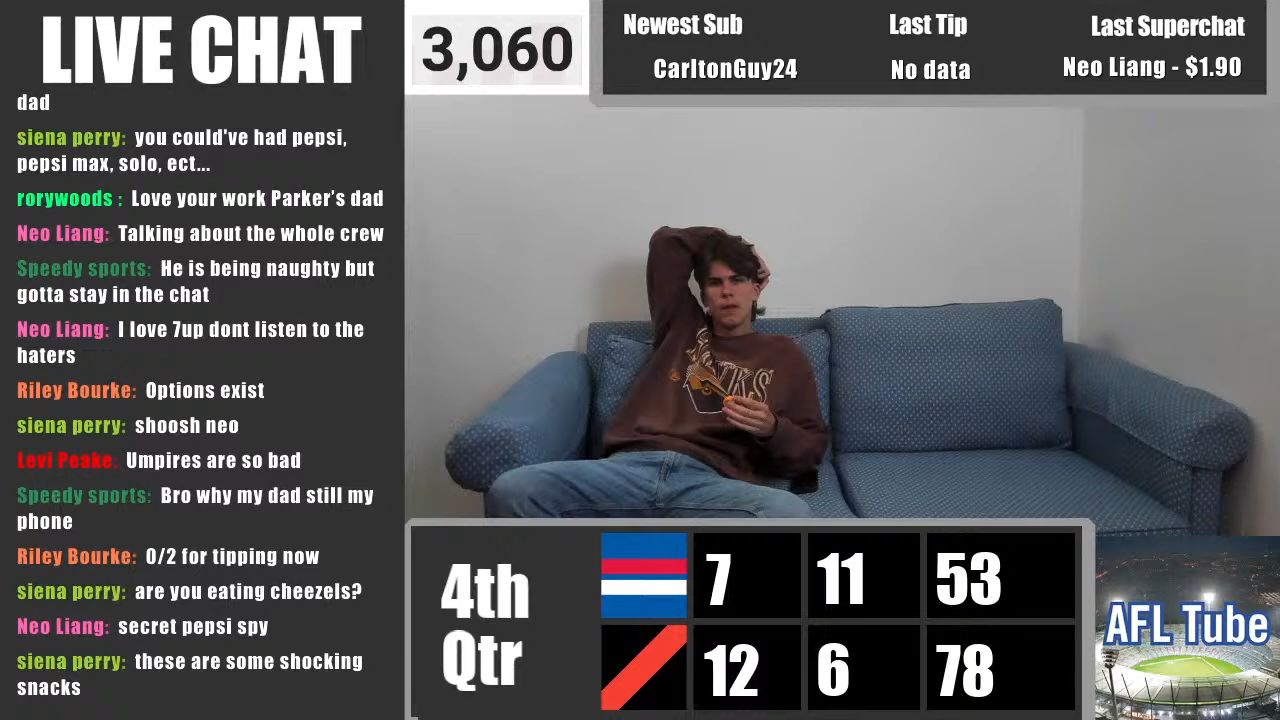 LIVE CHAT
dad
siena perry: you could've had pepsi,
pepsi max, solo, ect...
rorywoods : Love your work Parker's dad
Neo Liang: Talking about the whole crew
Speedy sports: He is being naughty but
gotta stay in the chat
Neo Liang: I love 7up dont listen to the
haters
Riley Bourke: Options exist
siena perry: shoosh neo
Levi Peake: Umpires are so bad
Speedy sports: Bro why my dad still my
phone
Riley Bourke: 0/2 for tipping now
siena perry: are you eating cheezels?
Neo Liang: secret pepsi spy
siena perry: these are some shocking
snacks
3,060
Newest Sub
CarltonGuy24
Last Tip
No data
Last Superchat
Neo Liang - $1.90
4th
Qtr
7 11 53
12 6 78
AFL Tube